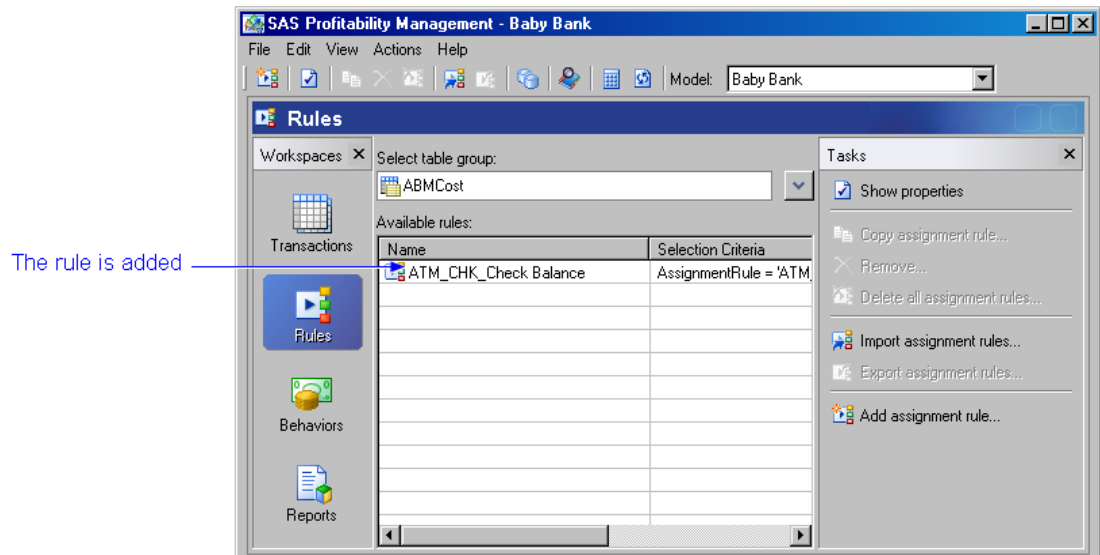 SAS Profitability Management - Baby Bank
File Edit View Actions Help
Model: Baby Bank
Rules
Workspaces
Transactions
Rules
Behaviors
Reports
Select table group:
ABMCost
Available rules:
Name Selection Criteria
ATM_CHK_Check Balance AssignmentRule = 'ATM_
Tasks
Show properties
Copy assignment rule...
Remove...
Delete all assignment rules...
Import assignment rules...
Export assignment rules...
Add assignment rule...
The rule is added